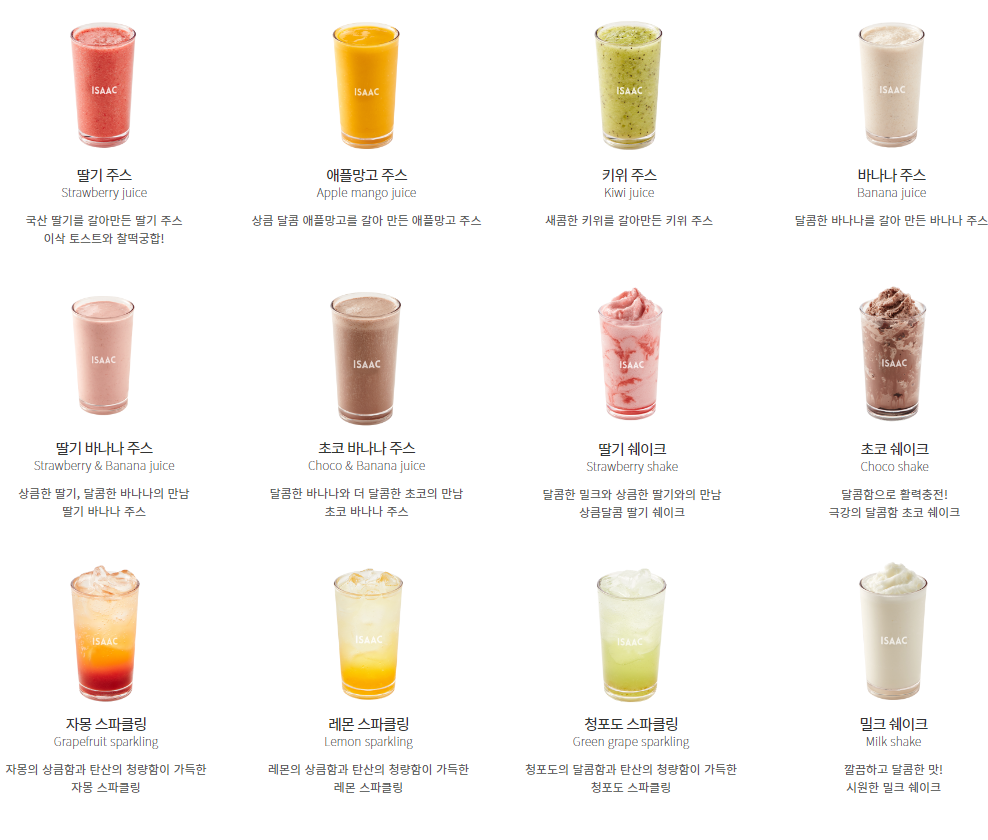 ISAAC
ISAAC
ISAAC
ISAAC
딸기 주스
Strawberry juice
국산 딸기를 갈아만든 딸기 주스
이삭 토스트와 찰떡궁합!
애플망고 주스
Apple mango juice
상큼 달콤 애플망고를 갈아 만든 애플망고 주스
키위 주스
Kiwi juice
새콤한 키위를 갈아만든 키위 주스
바나나 주스
Banana juice
달콤한 바나나를 갈아 만든 바나나 주스
ISAAC
ISAAC
ISAAC
ISAAC
딸기 바나나 주스
Strawberry & Banana juice
상큼한 딸기, 달콤한 바나나의 만남
딸기 바나나 주스
초코 바나나 주스
Choco & Banana juice
달콤한 바나나와 더 달콤한 초코의 만남
초코 바나나 주스
딸기 쉐이크
Strawberry shake
달콤한 밀크와 상큼한 딸기와의 만남
상큼달콤 딸기 쉐이크
초코 쉐이크
Choco shake
달콤함으로 활력충전!
극강의 달콤함 초코 쉐이크
ISAAC
ISAAC
ISAAC
ISAAC
자몽 스파클링
Grapefruit sparkling
자몽의 상큼함과 탄산의 청량함이 가득한
자몽 스파클링
레몬 스파클링
Lemon sparkling
레몬의 상큼함과 탄산의 청량함이 가득한
레몬 스파클링
청포도 스파클링
Green grape sparkling
청포도의 달콤함과 탄산의 청량함이 가득한
청포도 스파클링
밀크 쉐이크
Milk shake
깔끔하고 달콤한 맛!
시원한 밀크 쉐이크